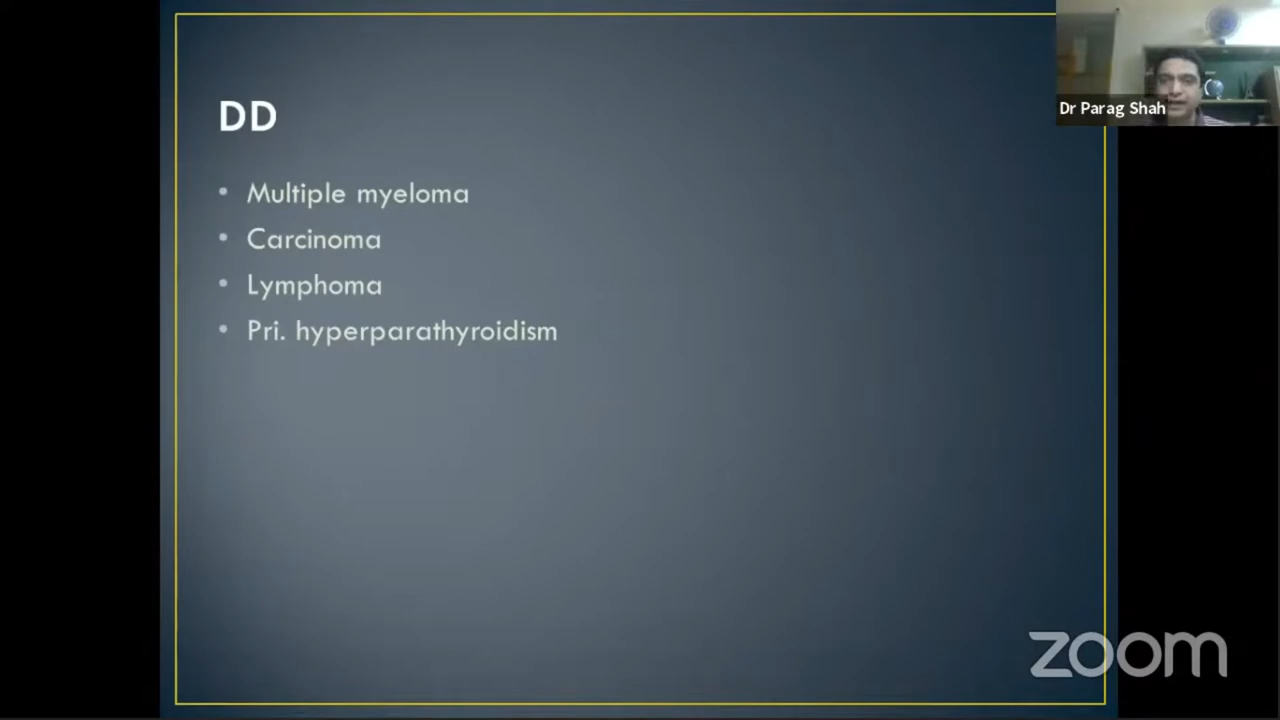 DD
• Multiple myeloma
• Carcinoma
• Lymphoma
• Pri. hyperparathyroidism
Dr Parag Shah
zoom